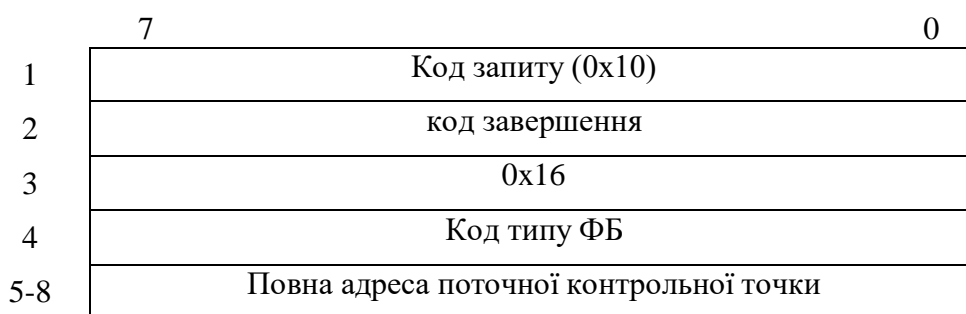 7 0
1 Код запиту (0x10)
2 код завершення
3 0x16
4 Код типу ФБ
5-8 Повна адреса поточної контрольної точки